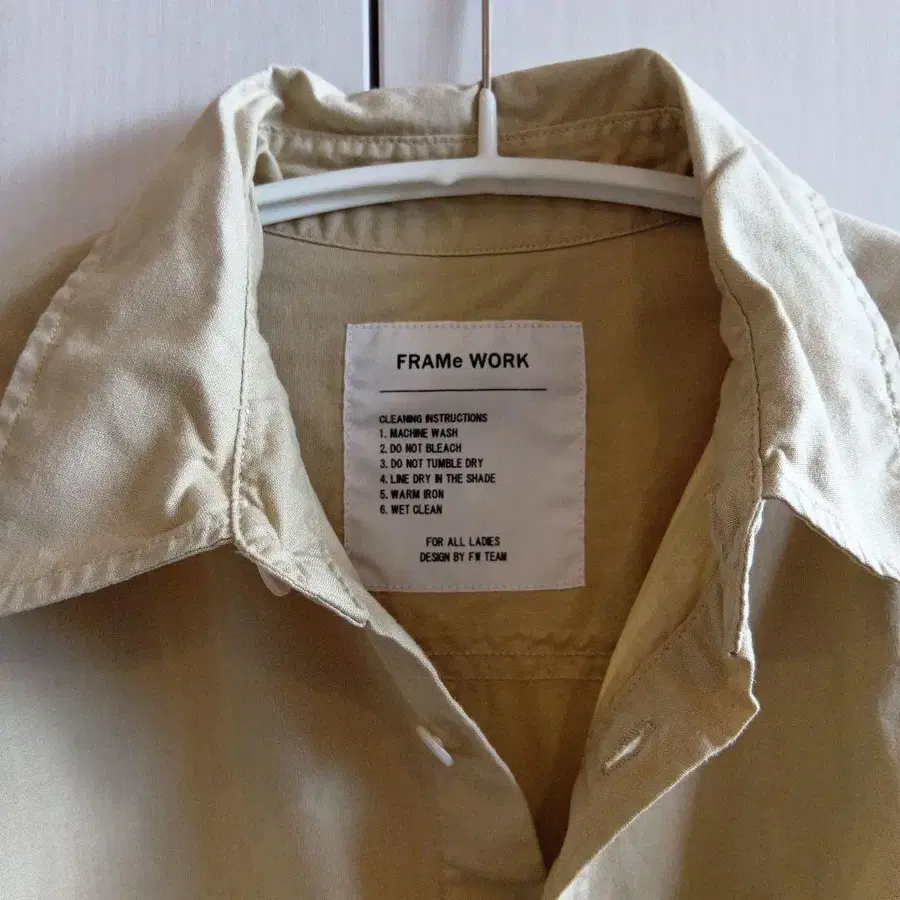 FRAMe WORK
CLEANING INSTRUCTIONS
1. MACHINE WASH
2. DO NOT BLEACH
3. DO NOT TUMBLE DRY
4. LINE DRY IN THE SHADE
5. WARM IRON
6. WET CLEAN
FOR ALL LADIES
DESIGN BY FW TEAM